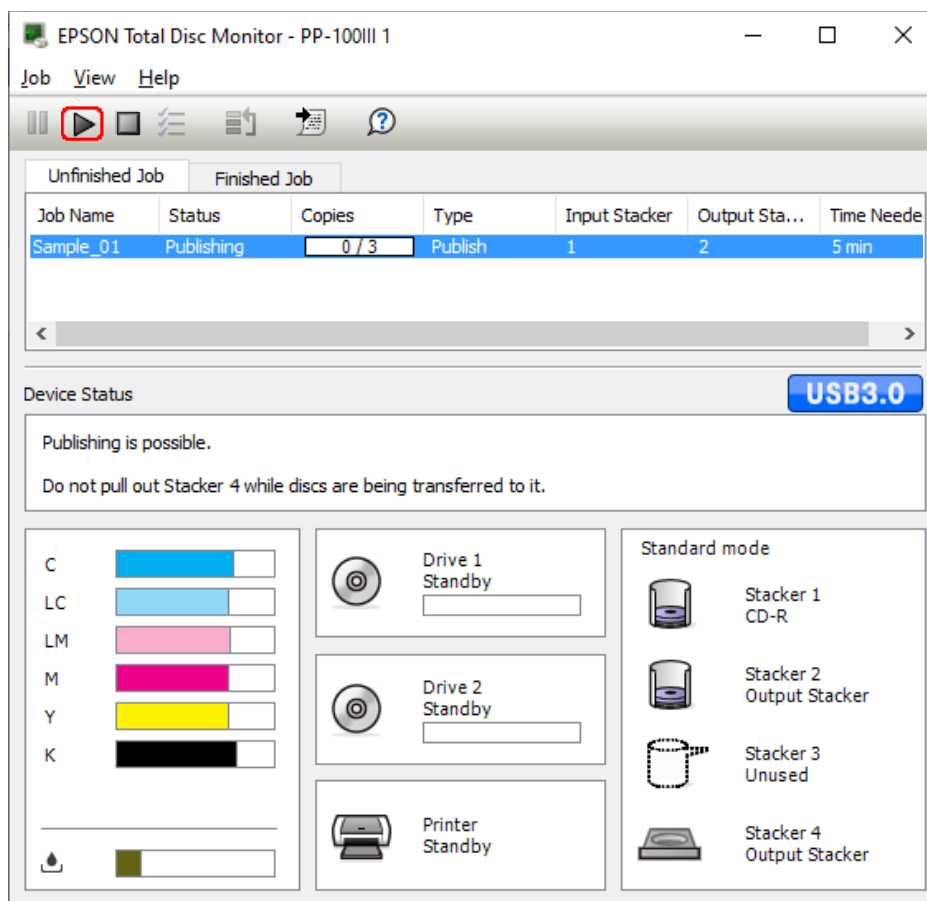 EPSON Total Disc Monitor - PP-100III 1
Job View Help
Unfinished Job Finished Job
Job Name Status Copies Type Input Stacker Output Sta... Time Neede
Sample_01 Publishing 0 / 3 Publish 1 2 5 min
Device Status USB3.0
Publishing is possible.
Do not pull out Stacker 4 while discs are being transferred to it.
C
LC
LM
M
Y
K
Drive 1
Standby
Drive 2
Standby
Printer
Standby
Standard mode
Stacker 1
CD-R
Stacker 2
Output Stacker
Stacker 3
Unused
Stacker 4
Output Stacker